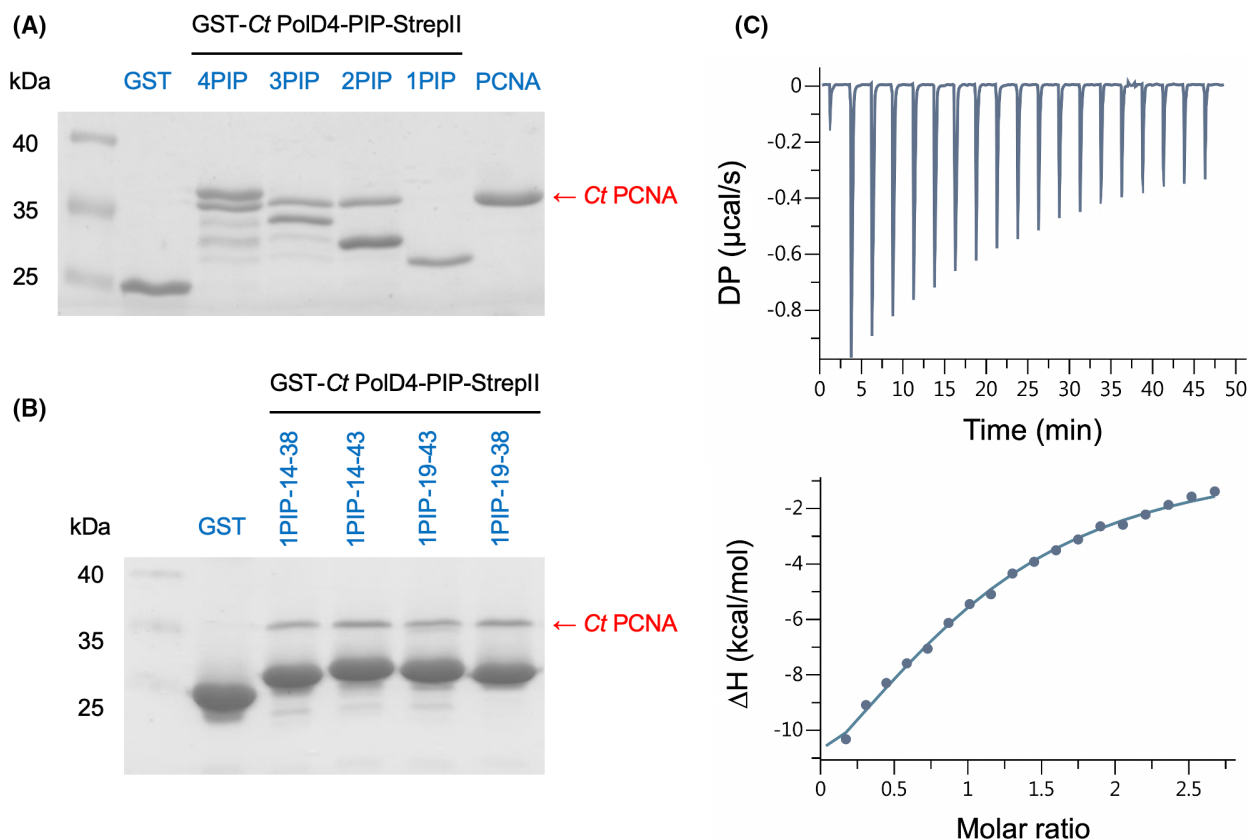 (A)
GST-Ct PolD4-PIP-StrepII
kDa GST 4PIP 3PIP 2PIP 1PIP PCNA
40
35
25
← Ct PCNA
(B)
GST-Ct PolD4-PIP-StrepII
kDa GST 1PIP-14-38 1PIP-14-43 1PIP-19-43 1PIP-19-38
40
35
25
← Ct PCNA
(C)
DP (µcal/s)
0
-0.2
-0.4
-0.6
-0.8
0 5 10 15 20 25 30 35 40 45 50
Time (min)
ΔH (kcal/mol)
-2
-4
-6
-8
-10
0 0.5 1 1.5 2 2.5
Molar ratio